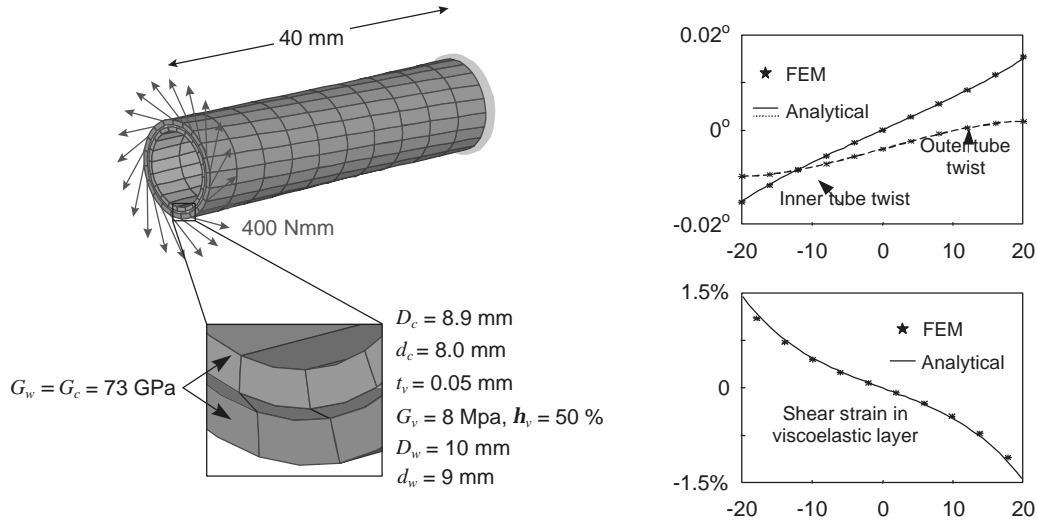 40 mm
400 Nmm
G_w = G_c = 73 GPa
D_c = 8.9 mm
d_c = 8.0 mm
t_v = 0.05 mm
G_v = 8 Mpa, h_v = 50 %
D_w = 10 mm
d_w = 9 mm
0.02°
FEM
Analytical
0°
Outer tube
twist
Inner tube twist
-0.02°
-20 -10 0 10 20
1.5%
FEM
Analytical
0
Shear strain in
viscoelastic layer
-1.5%
-20 -10 0 10 20